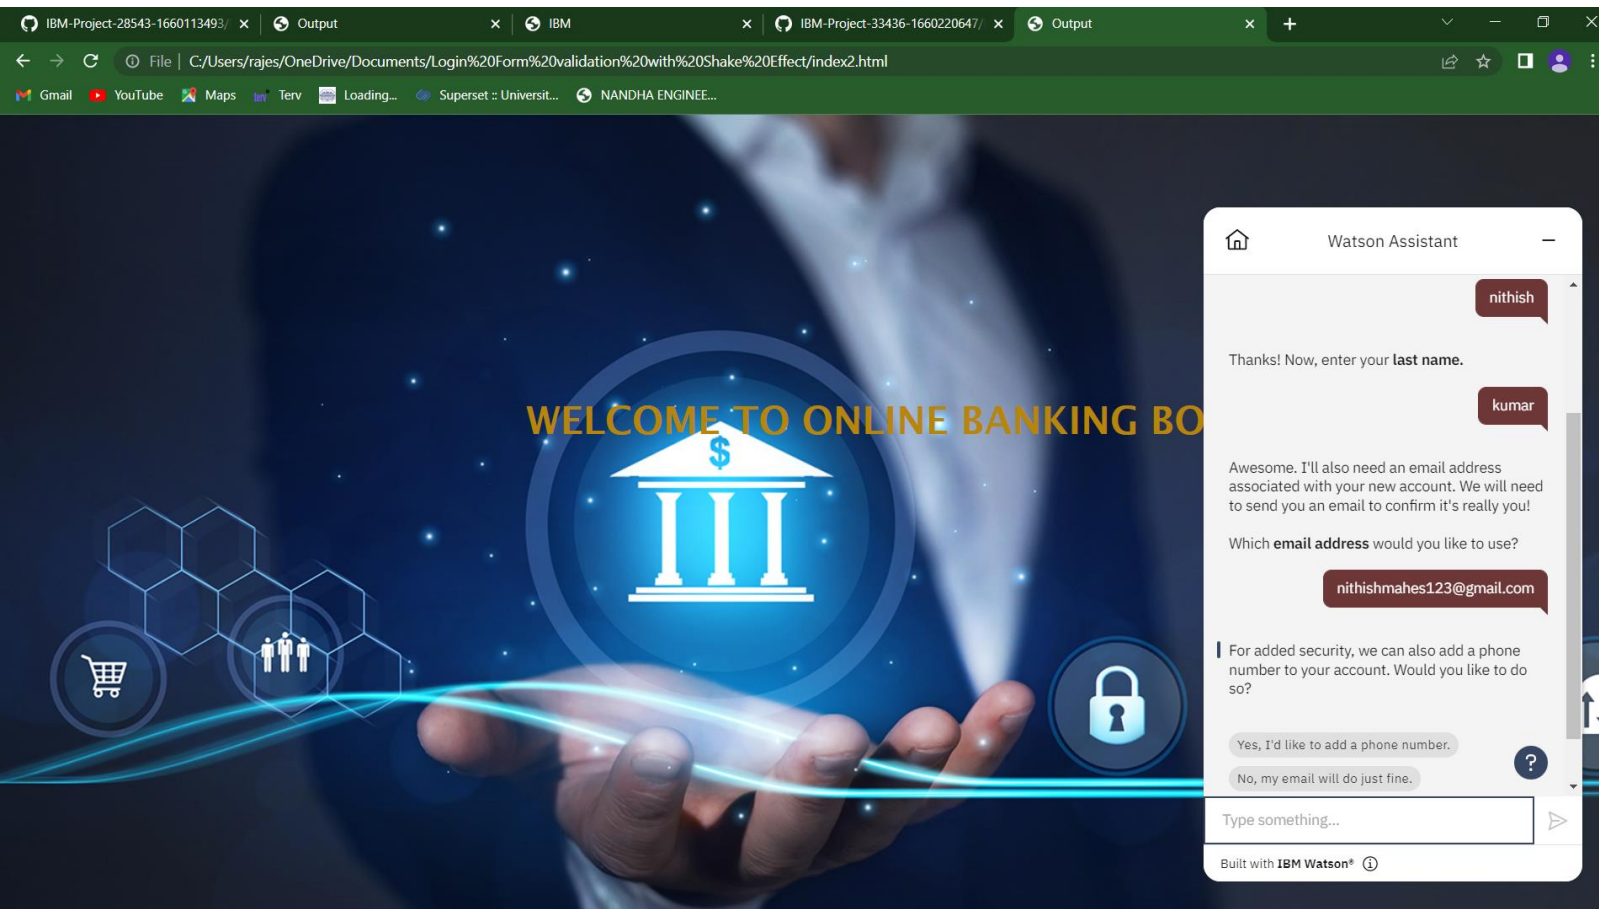 IBM-Project-28543-1660113493/
Output
IBM
IBM-Project-33436-1660220647/
Output
File | C:/Users/rajes/OneDrive/Documents/Login%20Form%20validation%20with%20Shake%20Effect/index2.html
Gmail
YouTube
Maps
Terv
Loading...
Superset :: Universit...
NANDHA ENGINEE...
WELCOME TO ONLINE BANKING BO
$
Watson Assistant
nithish
Thanks! Now, enter your last name.
kumar
Awesome. I'll also need an email address
associated with your new account. We will need
to send you an email to confirm it's really you!
Which email address would you like to use?
nithishmahes123@gmail.com
For added security, we can also add a phone
number to your account. Would you like to do
so?
Yes, I'd like to add a phone number.
No, my email will do just fine.
?
Type something...
Built with IBM Watson®